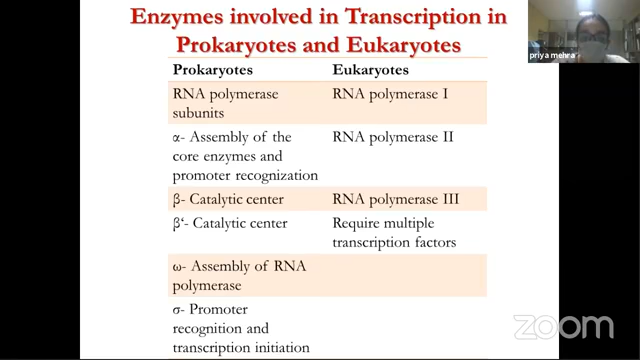 Enzymes involved in Transcription in
Prokaryotes and Eukaryotes
Prokaryotes Eukaryotes
RNA polymerase
subunits
RNA polymerase I
α- Assembly of the
core enzymes and
promoter recognization
RNA polymerase II
β- Catalytic center
RNA polymerase III
β‘- Catalytic center
Require multiple
transcription factors
ω- Assembly of RNA
polymerase
σ- Promoter
recognition and
transcription initiation
priya mehra
zoom